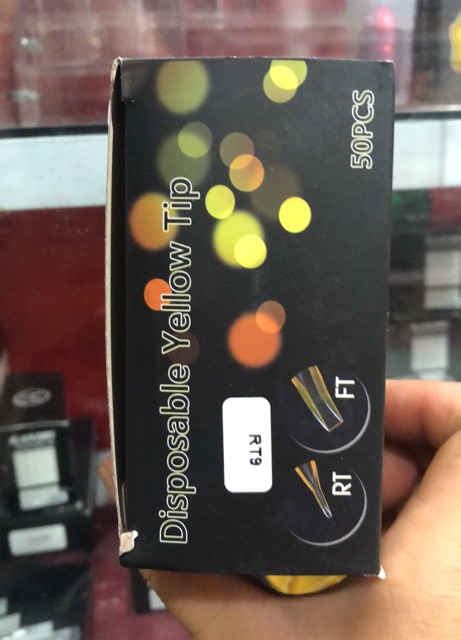 50PCS
Disposable Yellow Tip
RT9
FT
RT